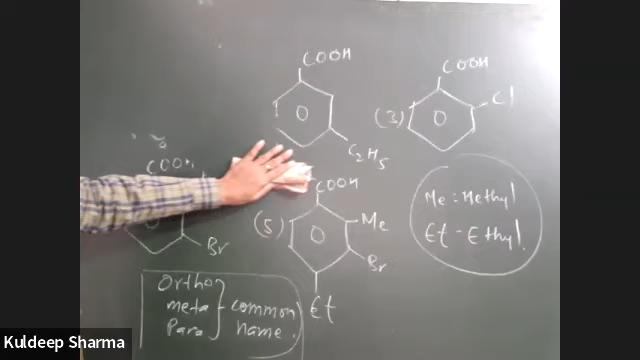 COOH
C2H5
COOH
(3)
Cl
O
COOH
Br
COOH
(5)
Me
Br
Et
O
Me = Methyl
Et - Ethyl.
Ortho
meta
Para
common
name.
Kuldeep Sharma